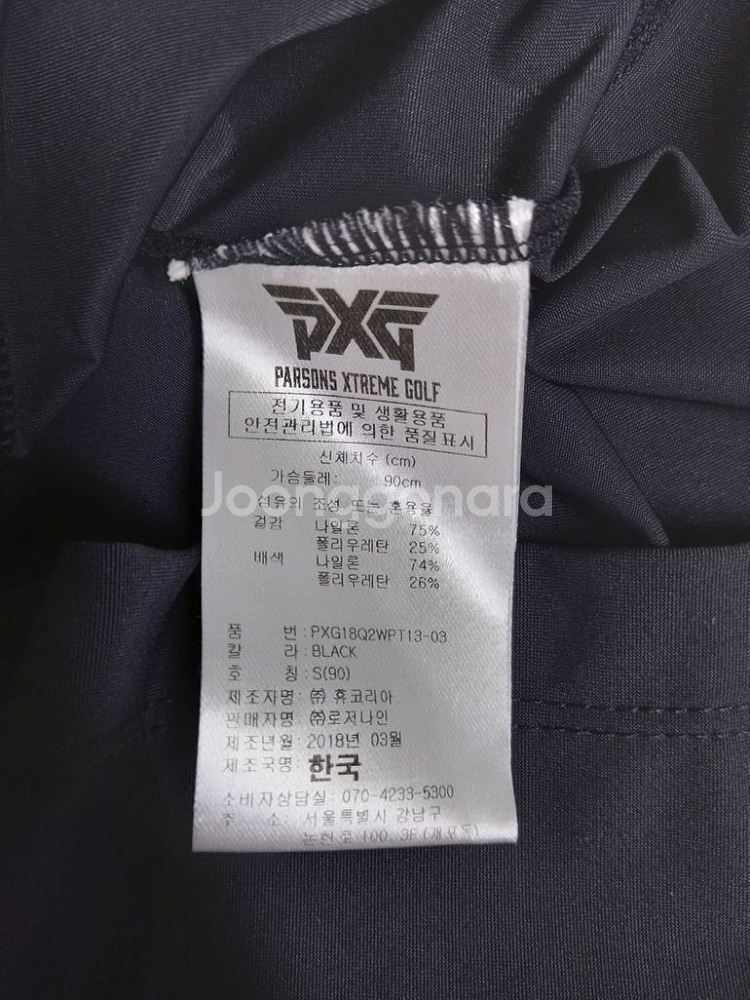 PXG
PARSONS XTREME GOLF
전기용품 및 생활용품
안전관리법에 의한 품질표시
신체치수 (cm)
가슴둘레: 90cm
Joonggonara
섬유의 조성 또는 혼용율
겉감 나일론 75%
폴리우레탄 25%
배색 나일론 74%
폴리우레탄 26%
품 번 : PXG18Q2WPT13-03
칼 라 : BLACK
호 칭 : S(90)
제조자명 : ㈜ 휴코리아
판매자명 : ㈜로저나인
제조년월 : 2018년 03월
제조국명 : 한국
소비자상담실 : 070-4233-5300
주 소 : 서울특별시 강남구
논현로 100, 3F